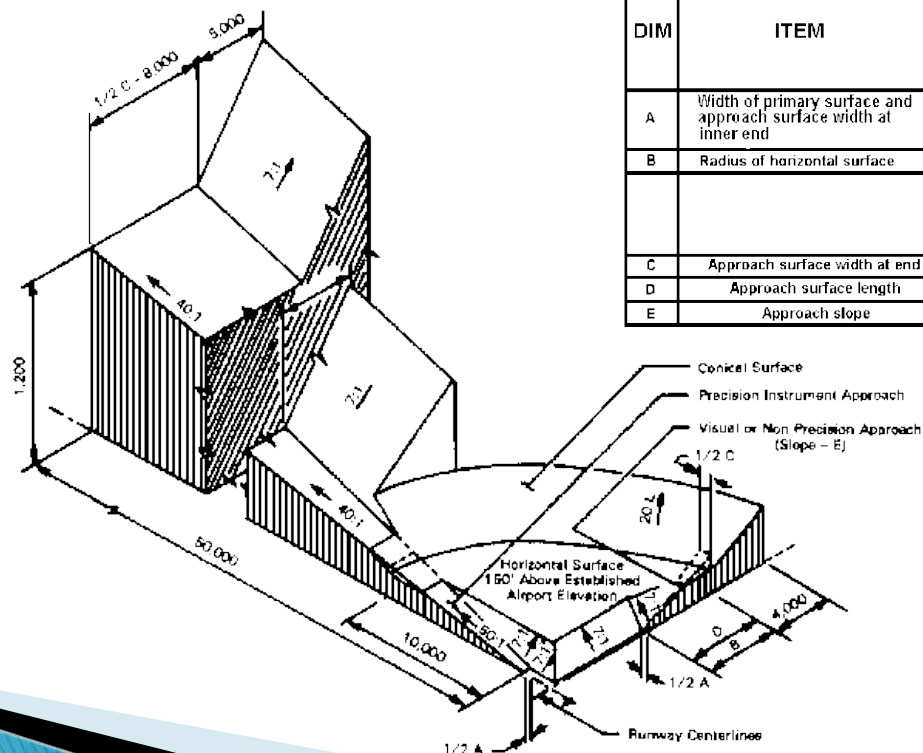 5,000
1/2 C - 8,000
7:1
40:1
1,200
7:1
40:1
50,000
10,000
50:1
7:1
7:1
7:1
20:1
Horizontal Surface
150' Above Established
Airport Elevation
Conical Surface
Precision Instrument Approach
Visual or Non Precision Approach
(Slope – E)
1/2 C
4,000
D
B
1/2 A
1/2 A
Runway Centerlines
DIM ITEM
A Width of primary surface and
approach surface width at
inner end
B Radius of horizontal surface
C Approach surface width at end
D Approach surface length
E Approach slope